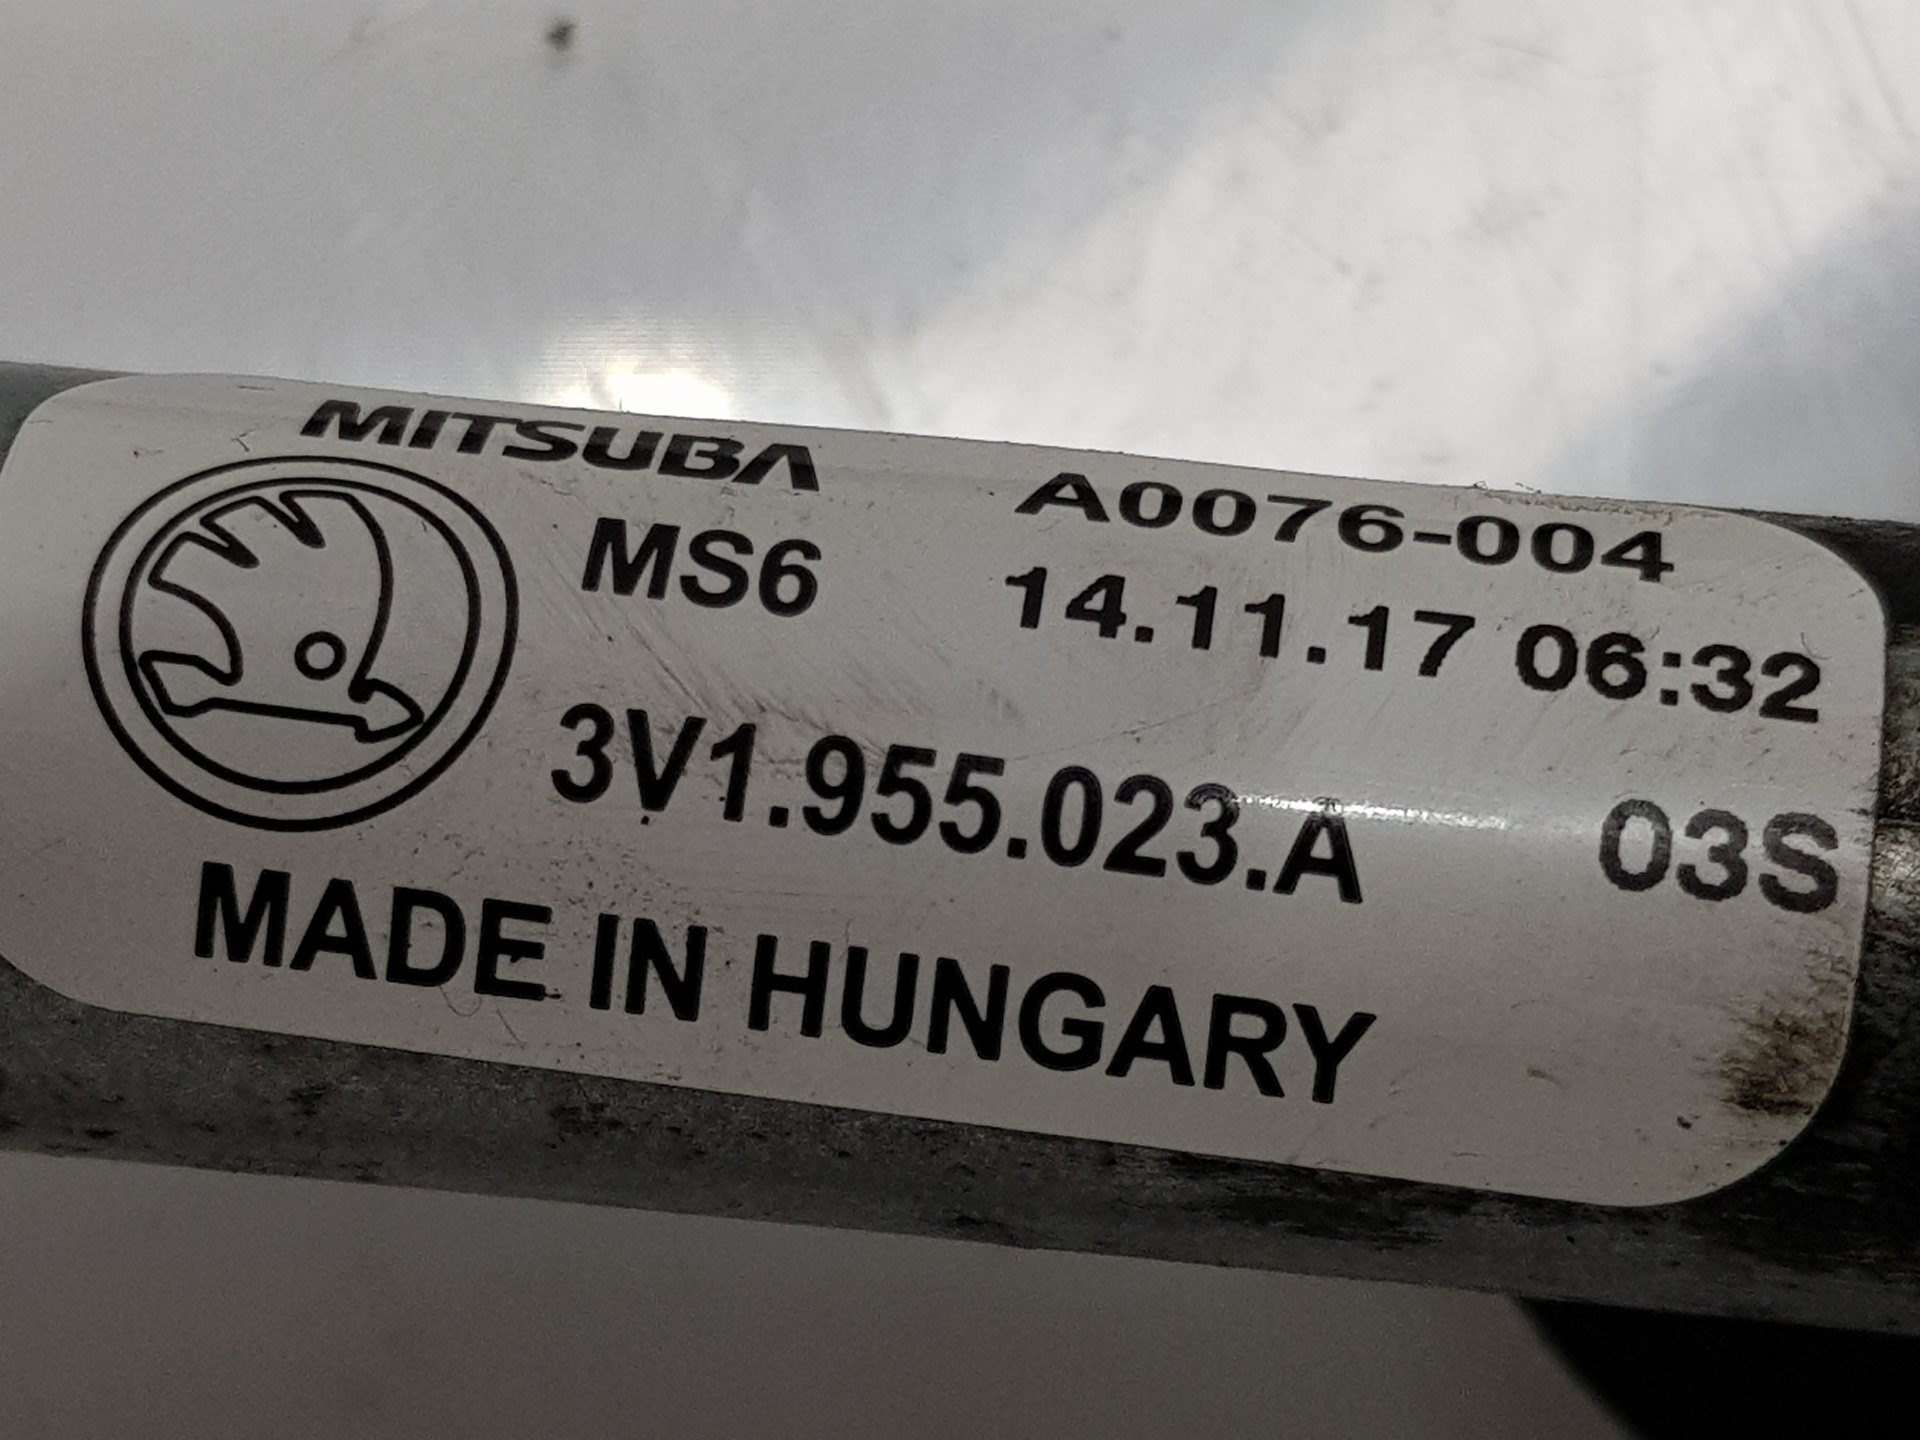 MITSUBA
A0076-004
MS6
14.11.17 06:32
3V1.955.023.A 03S
MADE IN HUNGARY